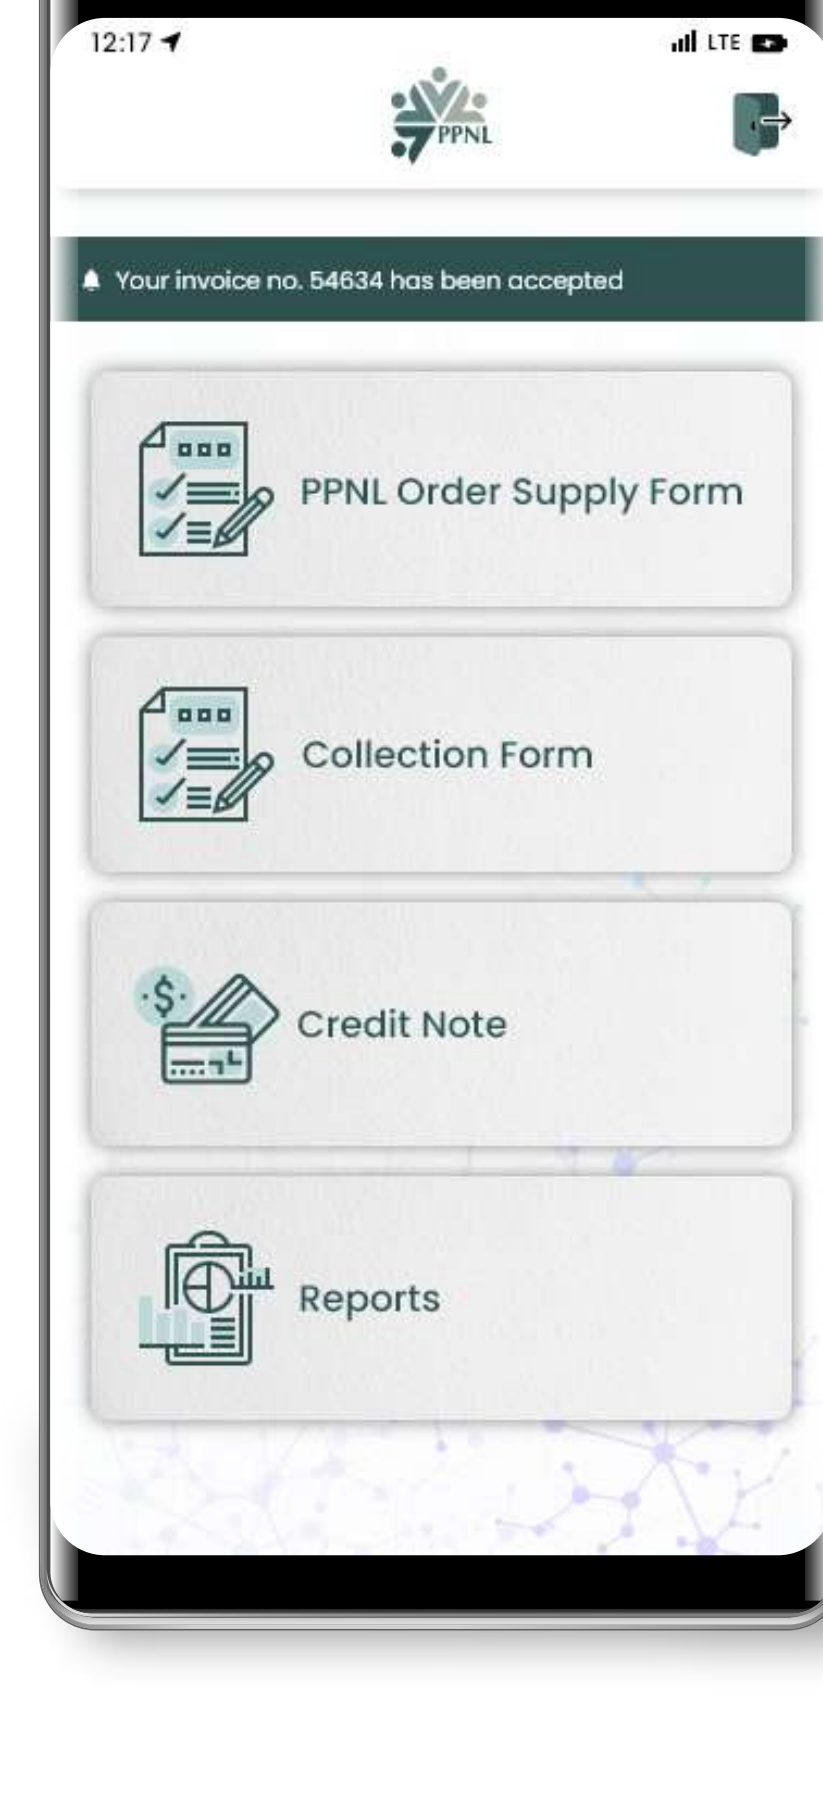 12:17
LTE
PPNL
Your invoice no. 54634 has been accepted
PPNL Order Supply Form
Collection Form
$
Credit Note
Reports